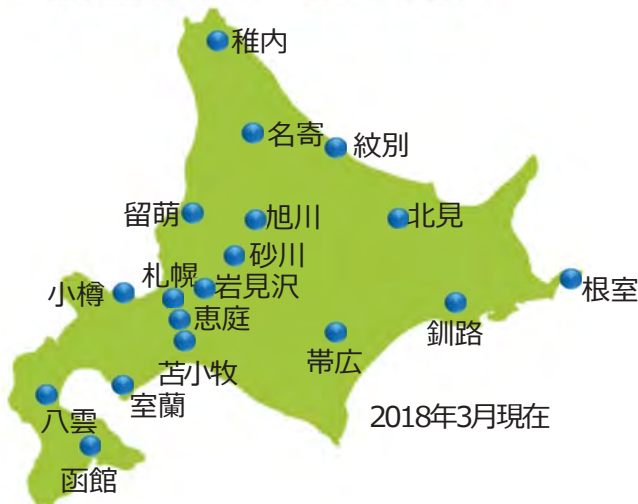 稚内
名寄
紋別
留萌
旭川
北見
砂川
札幌
岩見沢
小樽
根室
恵庭
釧路
帯広
苫小牧
室蘭
八雲
2018年3月現在
函館